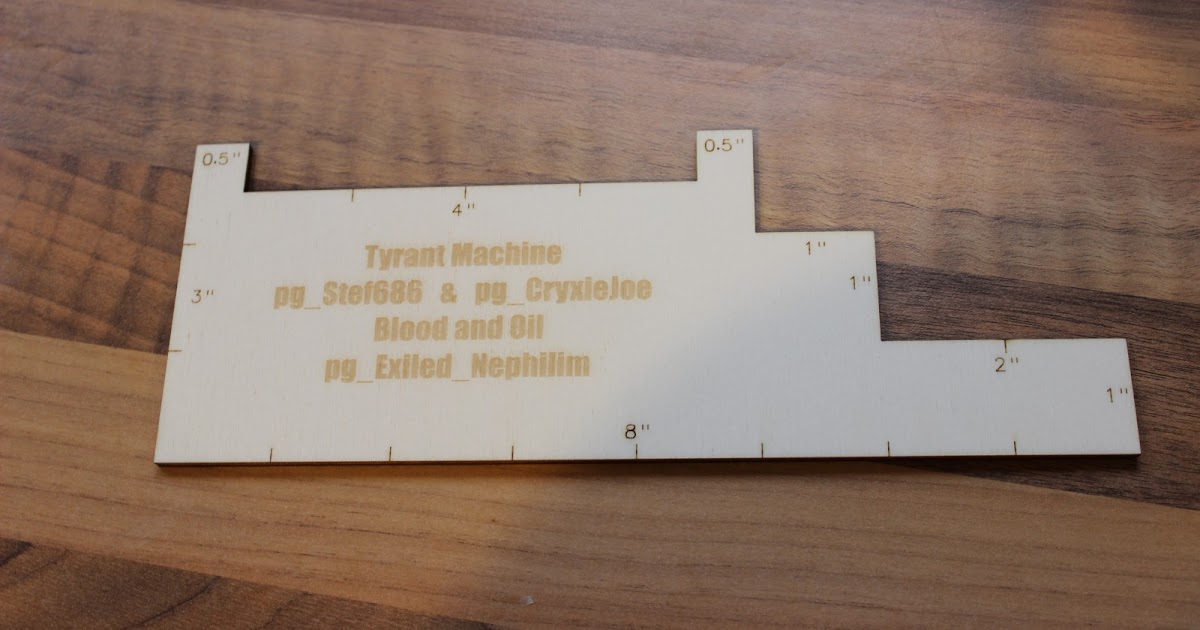 0.5"
0.5"
4"
1"
1"
3"
2"
1"
8"
Tyrant Machine
pg_Stef686 & pg_CryxieJoe
Blood and Oil
pg_Exiled_Nephilim